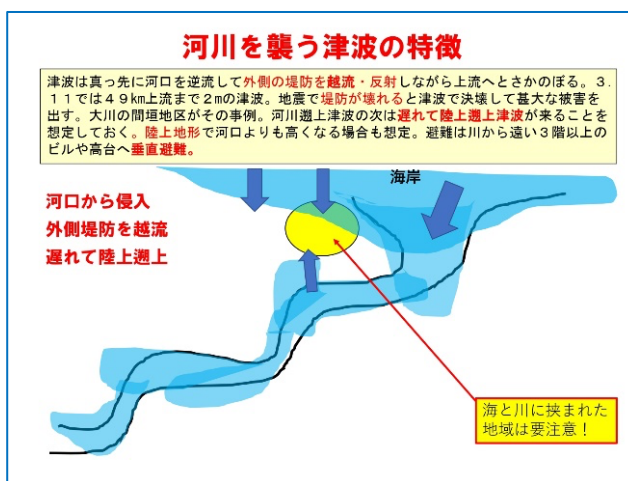 河川を襲う津波の特徴
津波は真っ先に河口を逆流して外側の堤防を越流・反射しながら上流へとさかのぼる。３.
１１では４９km上流まで２ｍの津波。地震で堤防が壊れると津波で決壊して甚大な被害を
出す。大川の間垣地区がその事例。河川遡上津波の次は遅れて陸上遡上津波が来ることを
想定しておく。陸上地形で河口よりも高くなる場合も想定。避難は川から遠い３階以上の
ビルや高台へ垂直避難。
海岸
河口から侵入
外側堤防を越流
遅れて陸上遡上
海と川に挟まれた
地域は要注意！